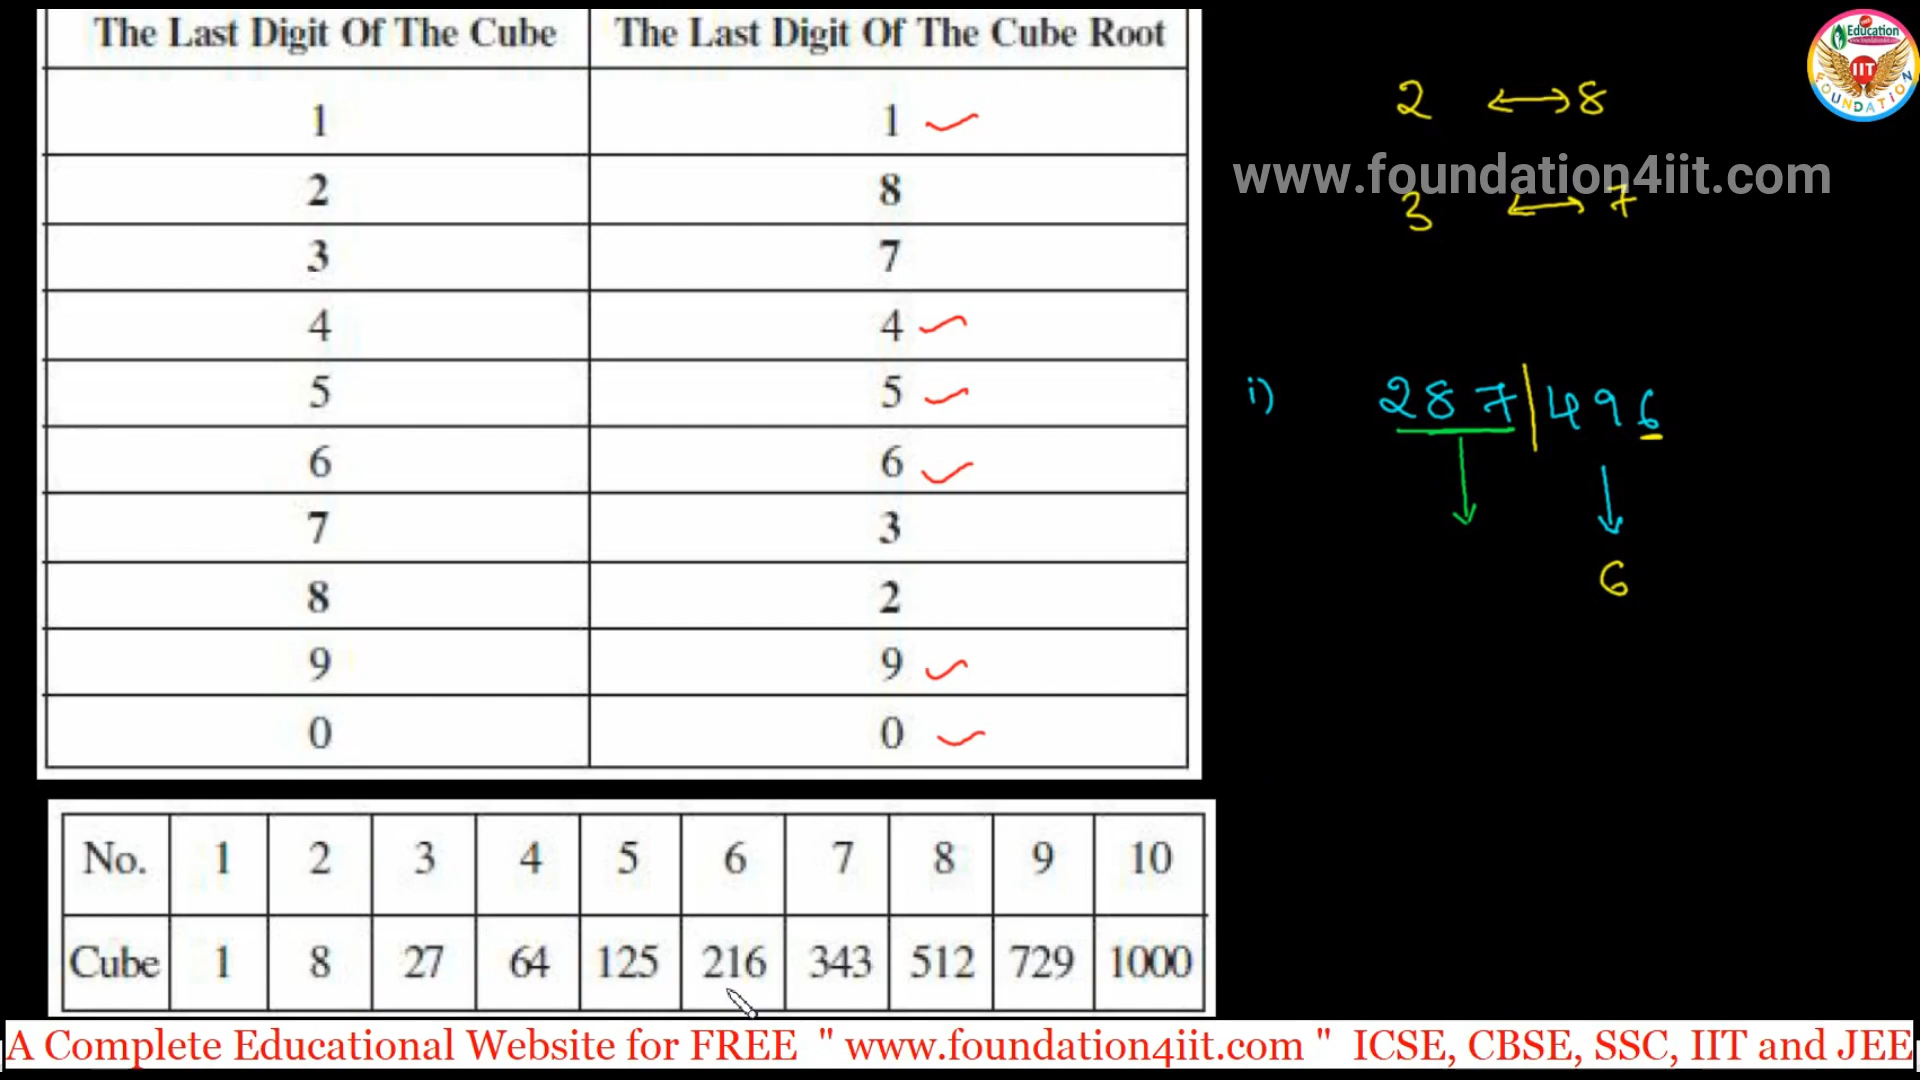 The Last Digit Of The Cube The Last Digit Of The Cube Root
1 1
2 8
3 7
4 4
5 5
6 6
7 3
8 2
9 9
0 0
No. 1 2 3 4 5 6 7 8 9 10
Cube 1 8 27 64 125 216 343 512 729 1000
2 ↔ 8
www.foundation4iit.com
3 ↔ 7
i) 287|496
6
Education
IIT
FOUNDATION
A Complete Educational Website for FREE " www.foundation4iit.com " ICSE, CBSE, SSC, IIT and JEE